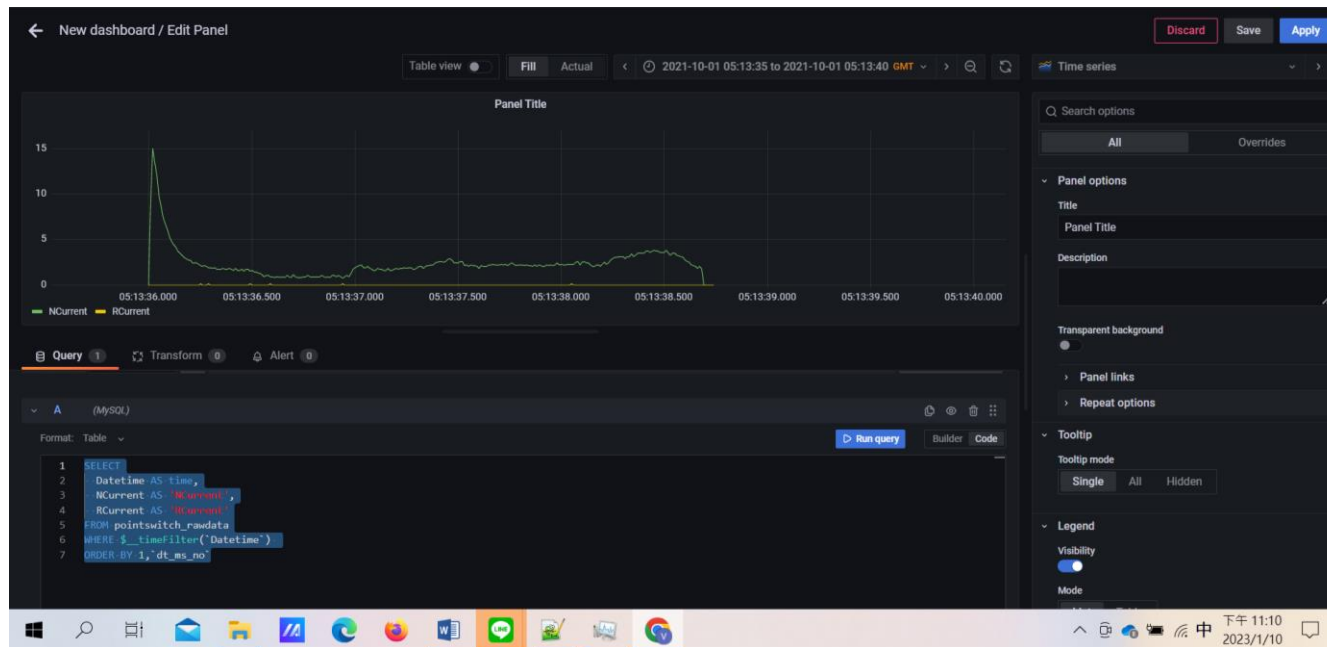 New dashboard / Edit Panel
Discard Save Apply
Table view Fill Actual 2021-10-01 05:13:35 to 2021-10-01 05:13:40 GMT
Time series
Panel Title
Search options
All Overrides
15
10
5
0
05:13:36.000 05:13:36.500 05:13:37.000 05:13:37.500 05:13:38.000 05:13:38.500 05:13:39.000 05:13:39.500 05:13:40.000
NCurrent RCurrent
Panel options
Title
Panel Title
Description
Transparent background
Panel links
Repeat options
Query 1 Transform 0 Alert 0
A (MySQL)
Format: Table Run query Builder Code
1 SELECT
2 Datetime AS time,
3 NCurrent AS 'NCurrent',
4 RCurrent AS 'RCurrent'
5 FROM pointswitch_rawdata
6 WHERE $__timeFilter(`Datetime`)
7 ORDER BY 1,`dt_ms_no`
Tooltip
Tooltip mode
Single All Hidden
Legend
Visibility
Mode
LINE
中 下午 11:10
2023/1/10